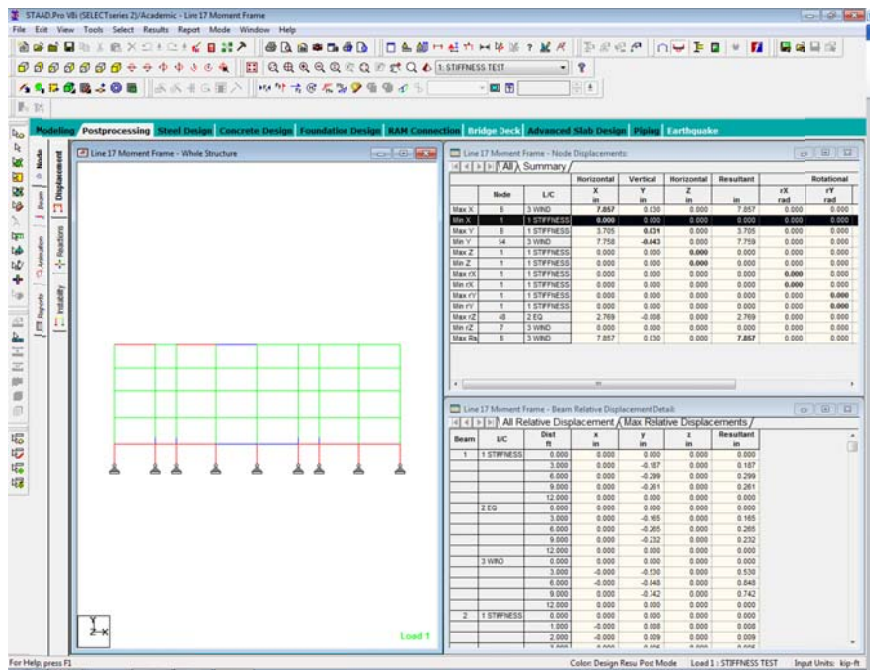 STAAD.Pro V8i (SELECTseries 2)/Academic - Line 17 Moment Frame
File Edit View Tools Select Results Report Mode Window Help
1: STIFFNESS TEST
Modeling Postprocessing Steel Design Concrete Design Foundation Design RAM Connection Bridge Deck Advanced Slab Design Piping Earthquake
Node Beam Animation Reports
Displacement Reactions Instability
Line 17 Moment Frame - Whole Structure
Load 1
Line 17 Moment Frame - Node Displacements:
All Summary
Horizontal Vertical Horizontal Resultant Rotational
Node L/C X in Y in Z in in rX rad rY rad
Max X 3 WIND 7.857 0.000 7.857 0.000 0.000
Min X 1 1 STIFFNESS 0.000 0.000 0.000 0.000 0.000 0.000
Max Y 1 STIFFNESS 3.705 0.000 3.705 0.000 0.000
Min Y 3 WIND 7.758 0.000 7.759 0.000 0.000
Max Z 1 1 STIFFNESS 0.000 0.000 0.000 0.000 0.000 0.000
Min Z 1 1 STIFFNESS 0.000 0.000 0.000 0.000 0.000 0.000
Max rX 1 1 STIFFNESS 0.000 0.000 0.000 0.000 0.000 0.000
Min rX 1 1 STIFFNESS 0.000 0.000 0.000 0.000 0.000 0.000
Max rY 1 1 STIFFNESS 0.000 0.000 0.000 0.000 0.000 0.000
Min rY 1 1 STIFFNESS 0.000 0.000 0.000 0.000 0.000 0.000
Max rZ 2 EQ 2.769 0.000 2.769 0.000 0.000
Min rZ 7 3 WIND 0.000 0.000 0.000 0.000 0.000 0.000
Max Rs 3 WIND 7.857 0.000 7.857 0.000 0.000
Line 17 Moment Frame - Beam Relative Displacement Detail:
All Relative Displacement Max Relative Displacements
Beam L/C Dist ft x in y in z in Resultant in
1 1 STIFFNESS 0.000 0.000 0.000 0.000 0.000
3.000 0.000 -0.187 0.000 0.187
6.000 0.000 -0.299 0.000 0.299
9.000 0.000 -0.261 0.000 0.261
12.000 0.000 0.000 0.000 0.000
2 EQ 0.000 0.000 0.000 0.000 0.000
3.000 0.000 -0.165 0.000 0.165
6.000 0.000 -0.265 0.000 0.265
9.000 0.000 -0.232 0.000 0.232
12.000 0.000 0.000 0.000 0.000
3 WIND 0.000 0.000 0.000 0.000 0.000
3.000 -0.000 -0.530 0.000 0.530
6.000 -0.000 -0.848 0.000 0.848
9.000 -0.000 -0.742 0.000 0.742
12.000 0.000 0.000 0.000 0.000
2 1 STIFFNESS 0.000 0.000 0.000 0.000 0.000
1.000 -0.000 0.008 0.000 0.008
2.000 -0.000 0.009 0.000 0.009
For Help, press F1
Color: Design Resu Post Mode Load 1 : STIFFNESS TEST Input Units: kip-ft